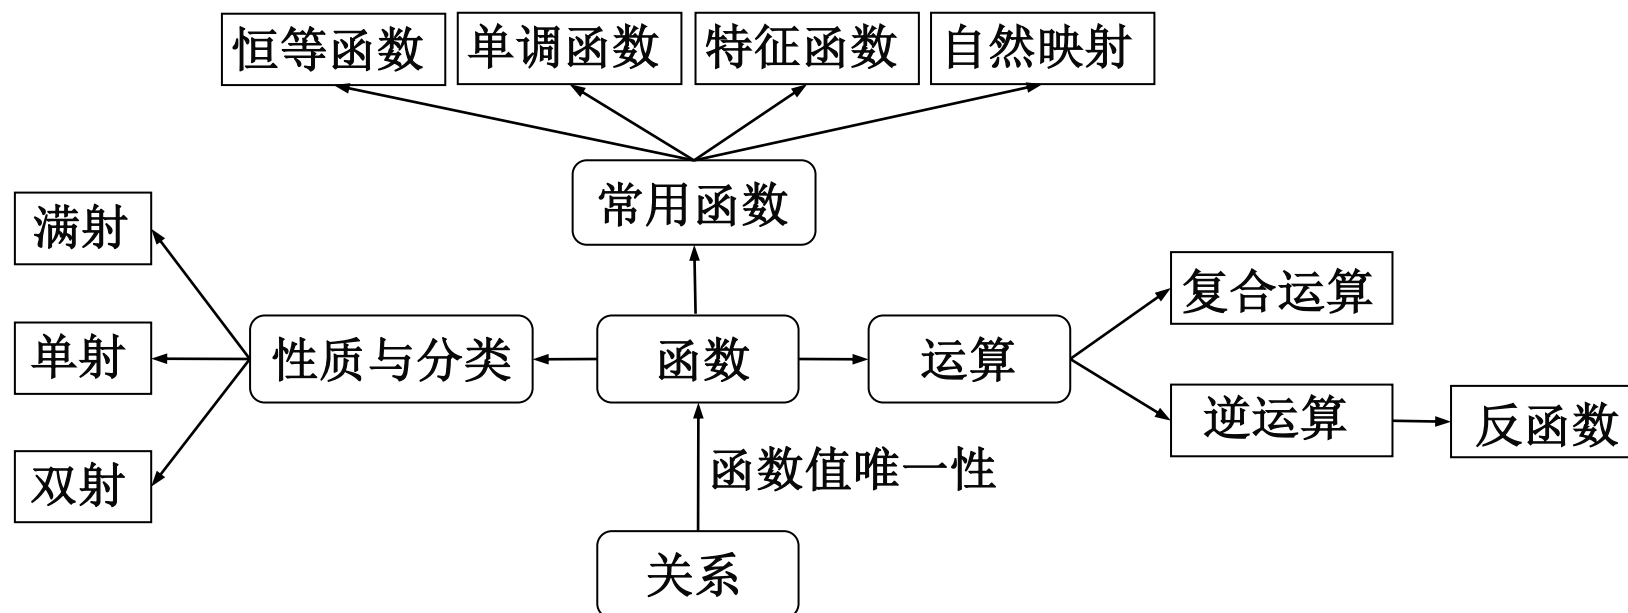 恒等函数
单调函数
特征函数
自然映射
常用函数
满射
单射
双射
性质与分类
函数
运算
复合运算
逆运算
反函数
函数值唯一性
关系